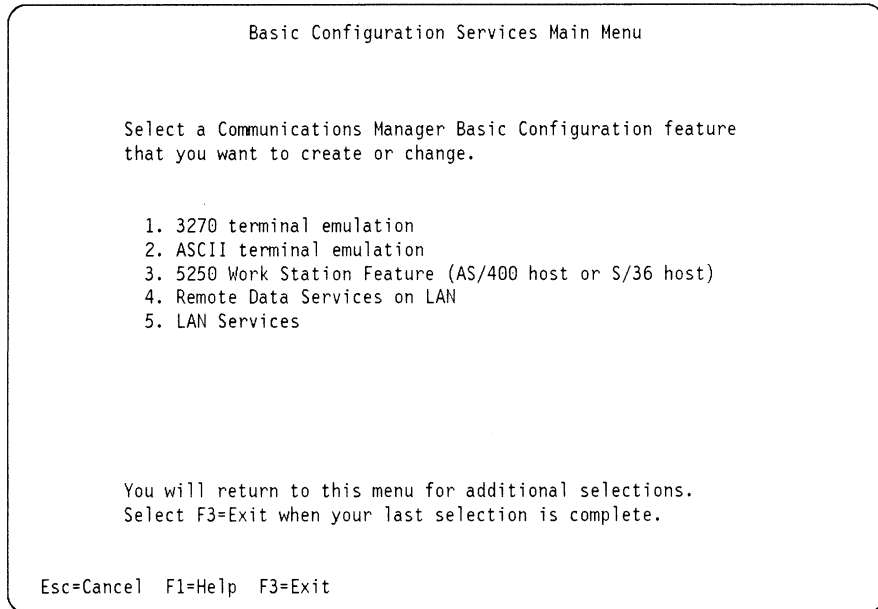 Basic Configuration Services Main Menu
Select a Communications Manager Basic Configuration feature
that you want to create or change.
1. 3270 terminal emulation
2. ASCII terminal emulation
3. 5250 Work Station Feature (AS/400 host or S/36 host)
4. Remote Data Services on LAN
5. LAN Services
You will return to this menu for additional selections.
Select F3=Exit when your last selection is complete.
Esc=Cancel F1=Help F3=Exit